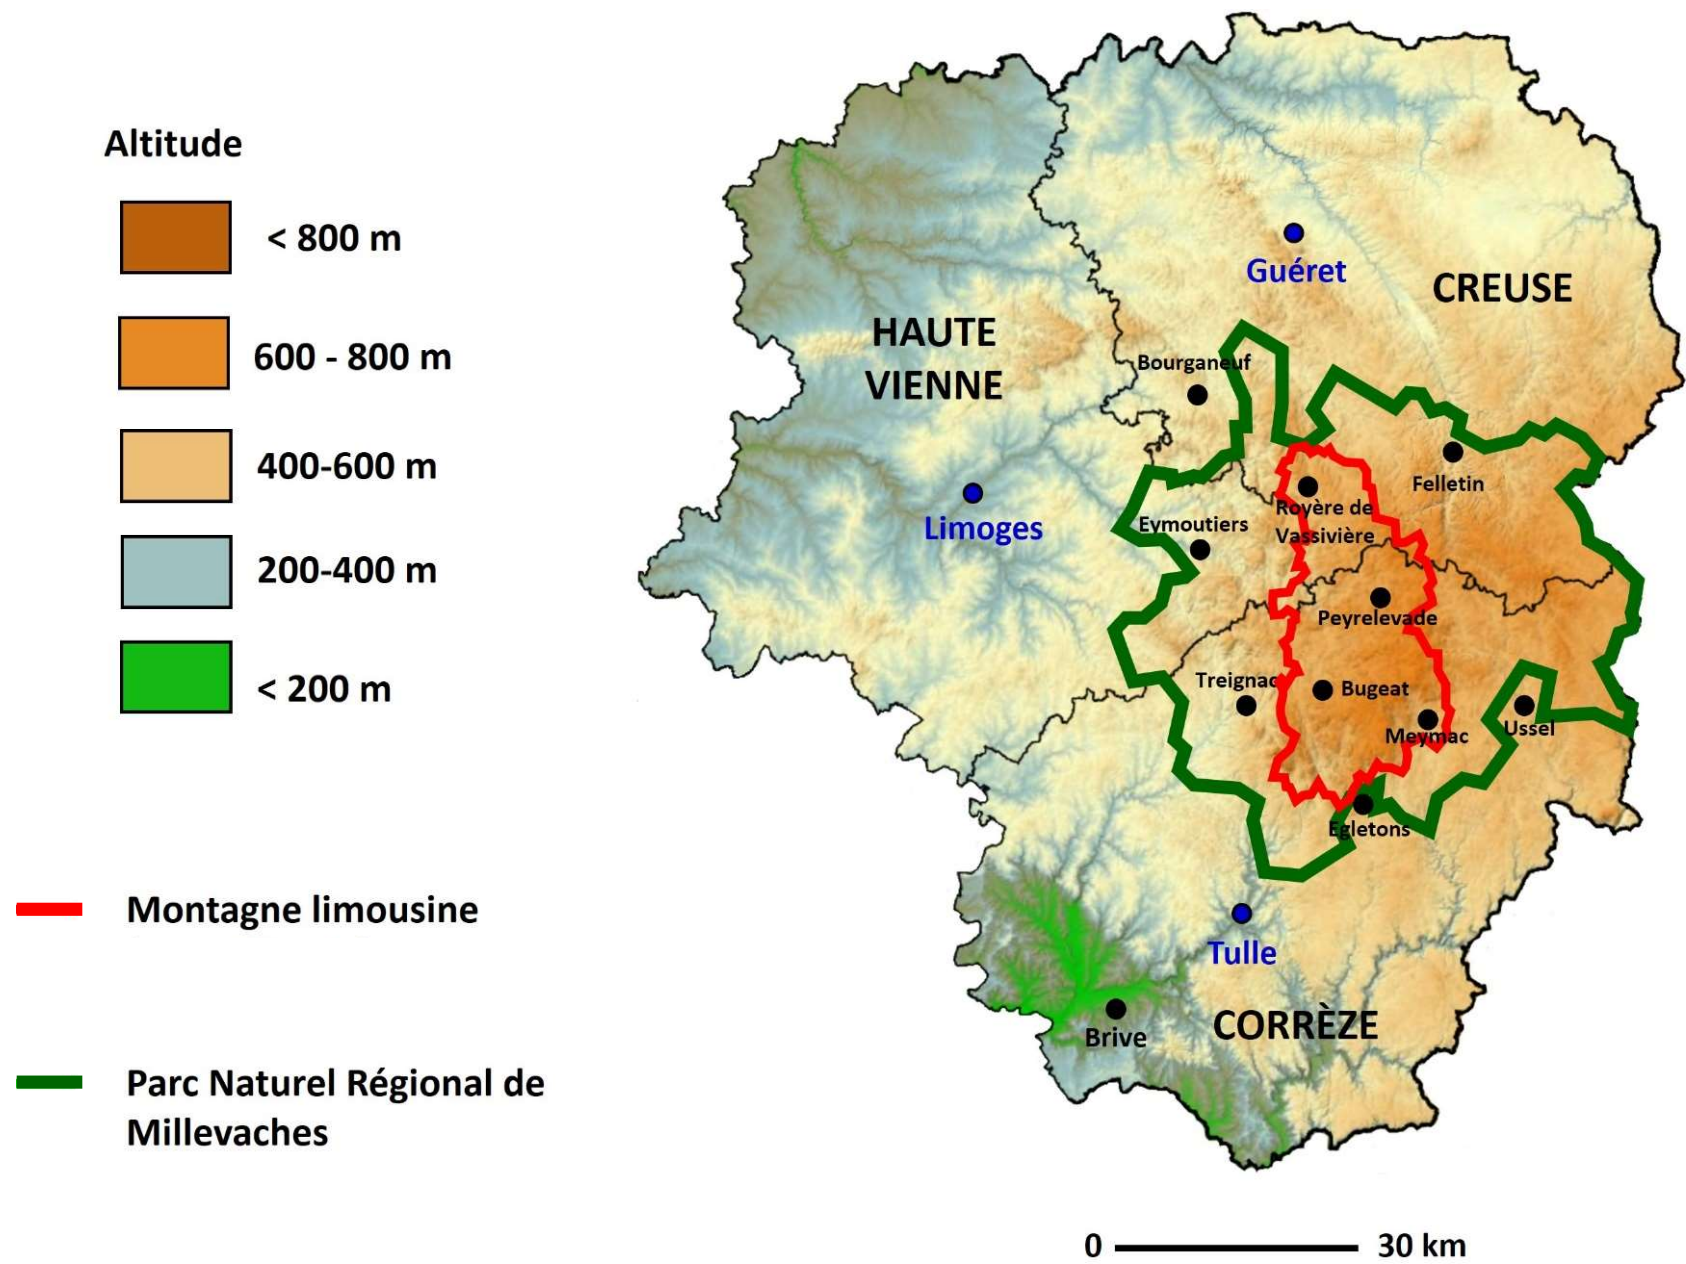 Altitude
< 800 m
600 - 800 m
400-600 m
200-400 m
< 200 m
Montagne limousine
Parc Naturel Régional de
Millevaches
Guéret
CREUSE
HAUTE
VIENNE
Bourganeuf
Felletin
Limoges
Eymoutiers
Royère de
Vassivière
Peyrelevade
Treignac
Bugeat
Meymac
Ussel
Egletons
Tulle
CORRÈZE
Brive
0
30 km